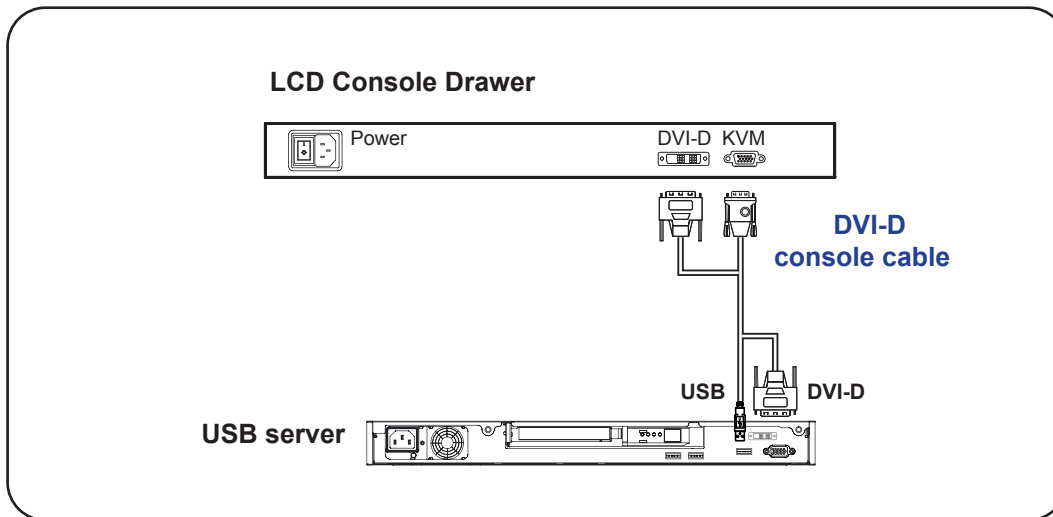 LCD Console Drawer
Power
DVI-D KVM
DVI-D
console cable
USB
DVI-D
USB server